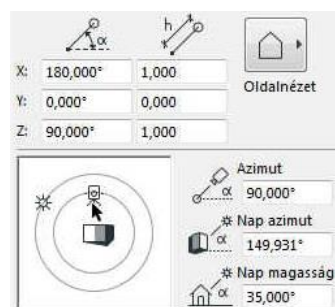 α h
X: 180,000° 1,000
Oldalnézet
Y: 0,000° 0,000
Z: 90,000° 1,000
Azimut
α 90,000°
Nap azimut
α 149,931°
Nap magasság
α 35,000°